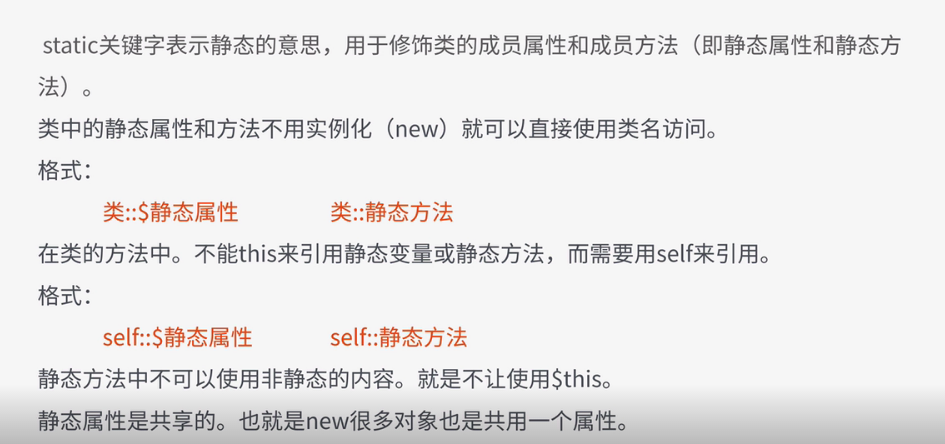 static关键字表示静态的意思，用于修饰类的成员属性和成员方法（即静态属性和静态方
法）。
类中的静态属性和方法不用实例化（new）就可以直接使用类名访问。
格式：
类::$静态属性 类::静态方法
在类的方法中。不能this来引用静态变量或静态方法，而需要用self来引用。
格式：
self::$静态属性 self::静态方法
静态方法中不可以使用非静态的内容。就是不让使用$this。
静态属性是共享的。也就是new很多对象也是共用一个属性。